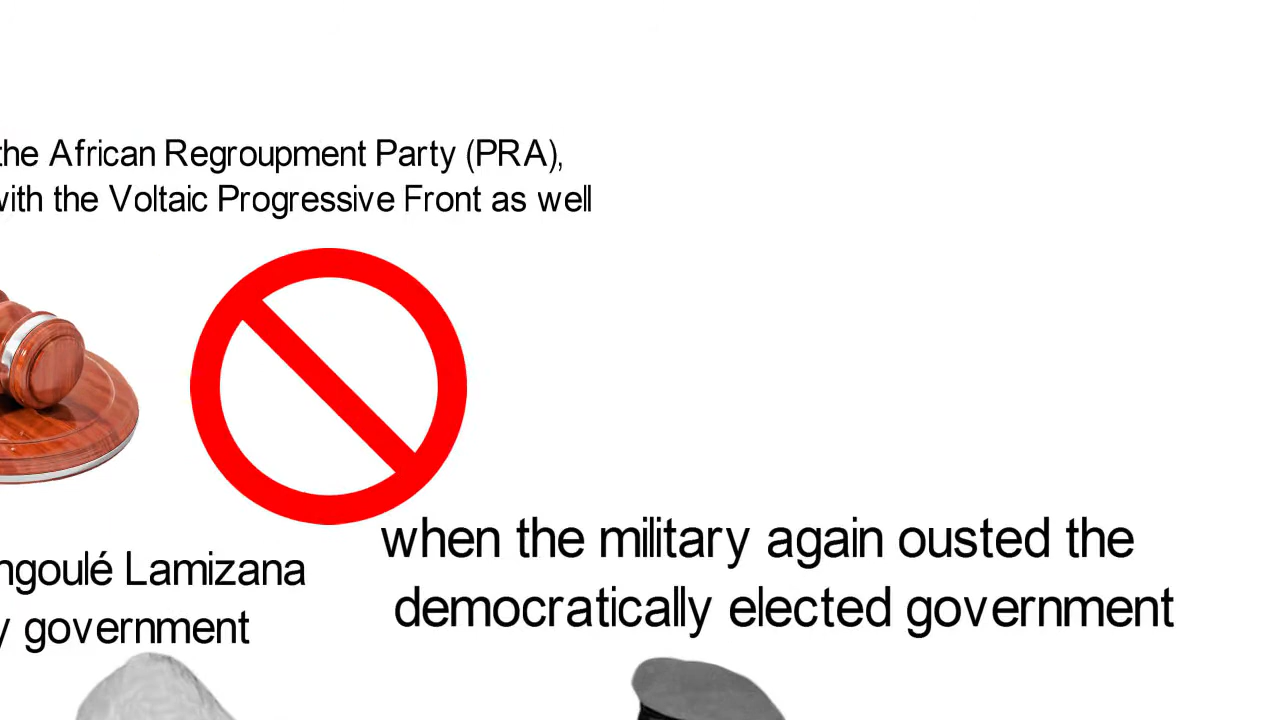 the African Regroupment Party (PRA),
with the Voltaic Progressive Front as well
when the military again ousted the
democratically elected government
ngoulé Lamizana
y government